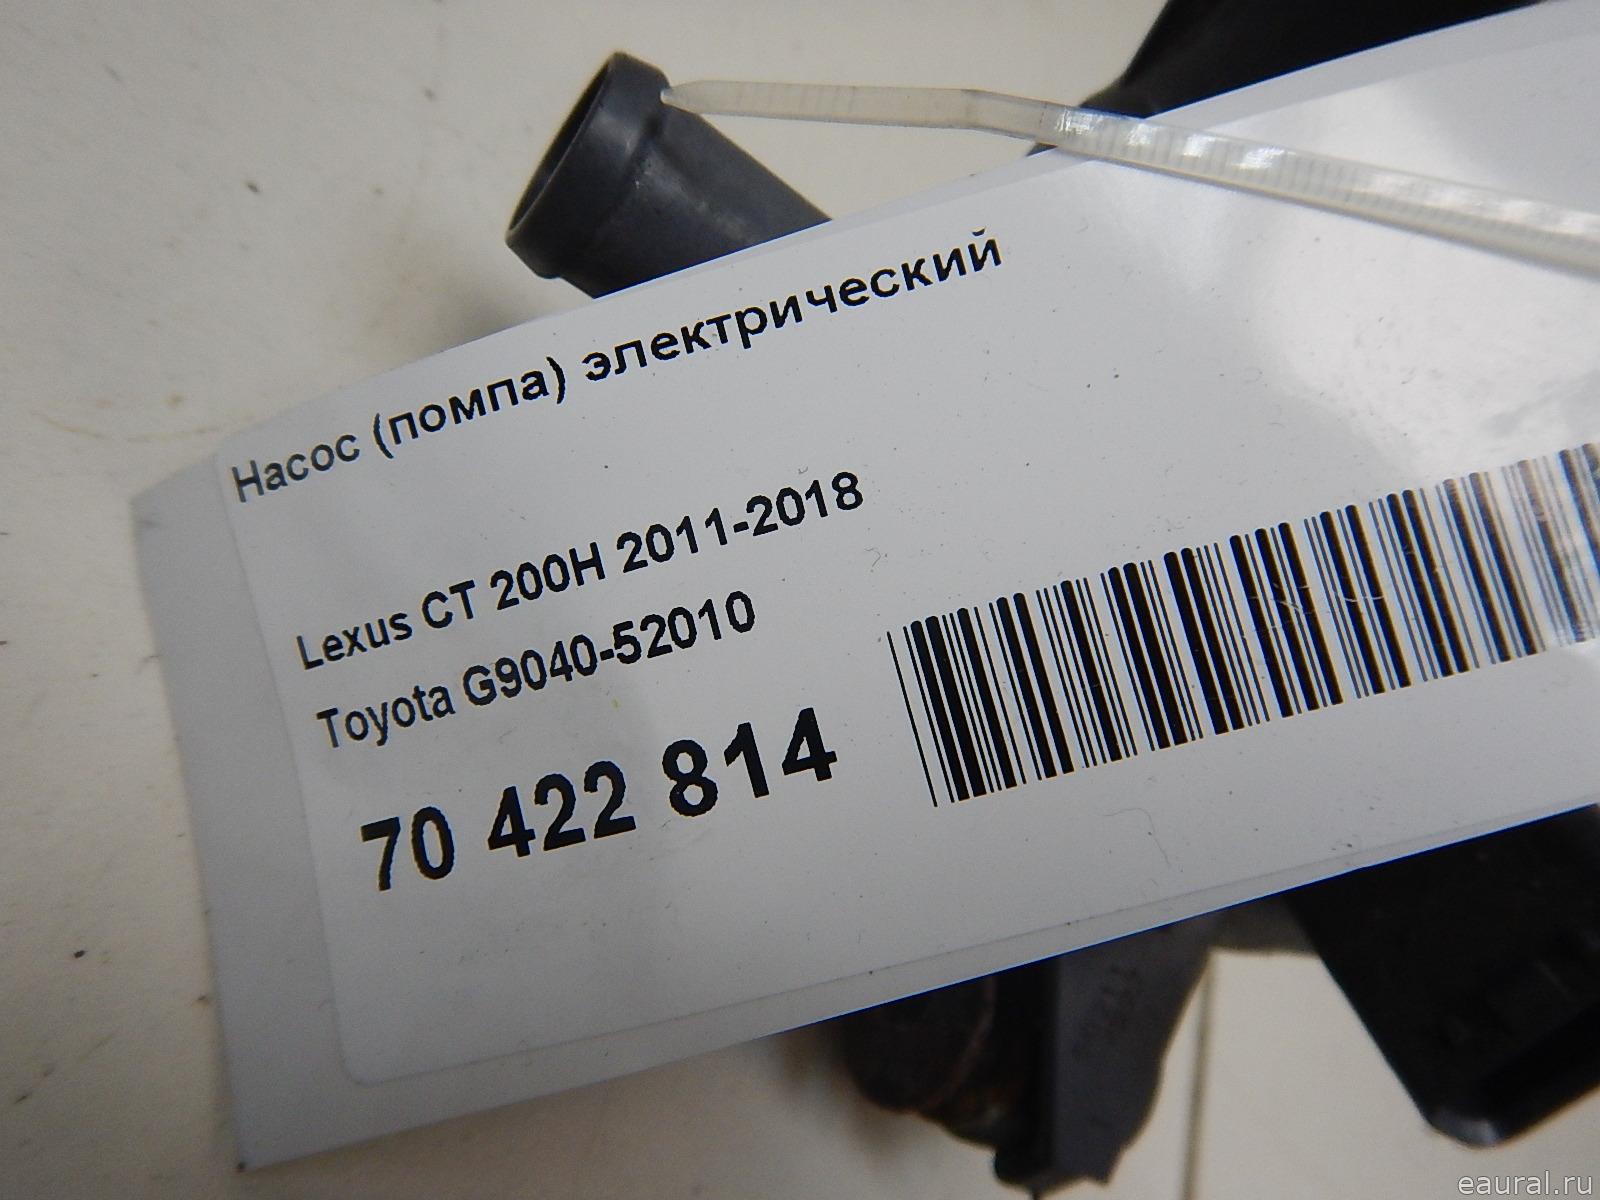 Насос (помпа) электрический
Lexus CT 200H 2011-2018
Toyota G9040-52010
70 422 814
eaural.ru